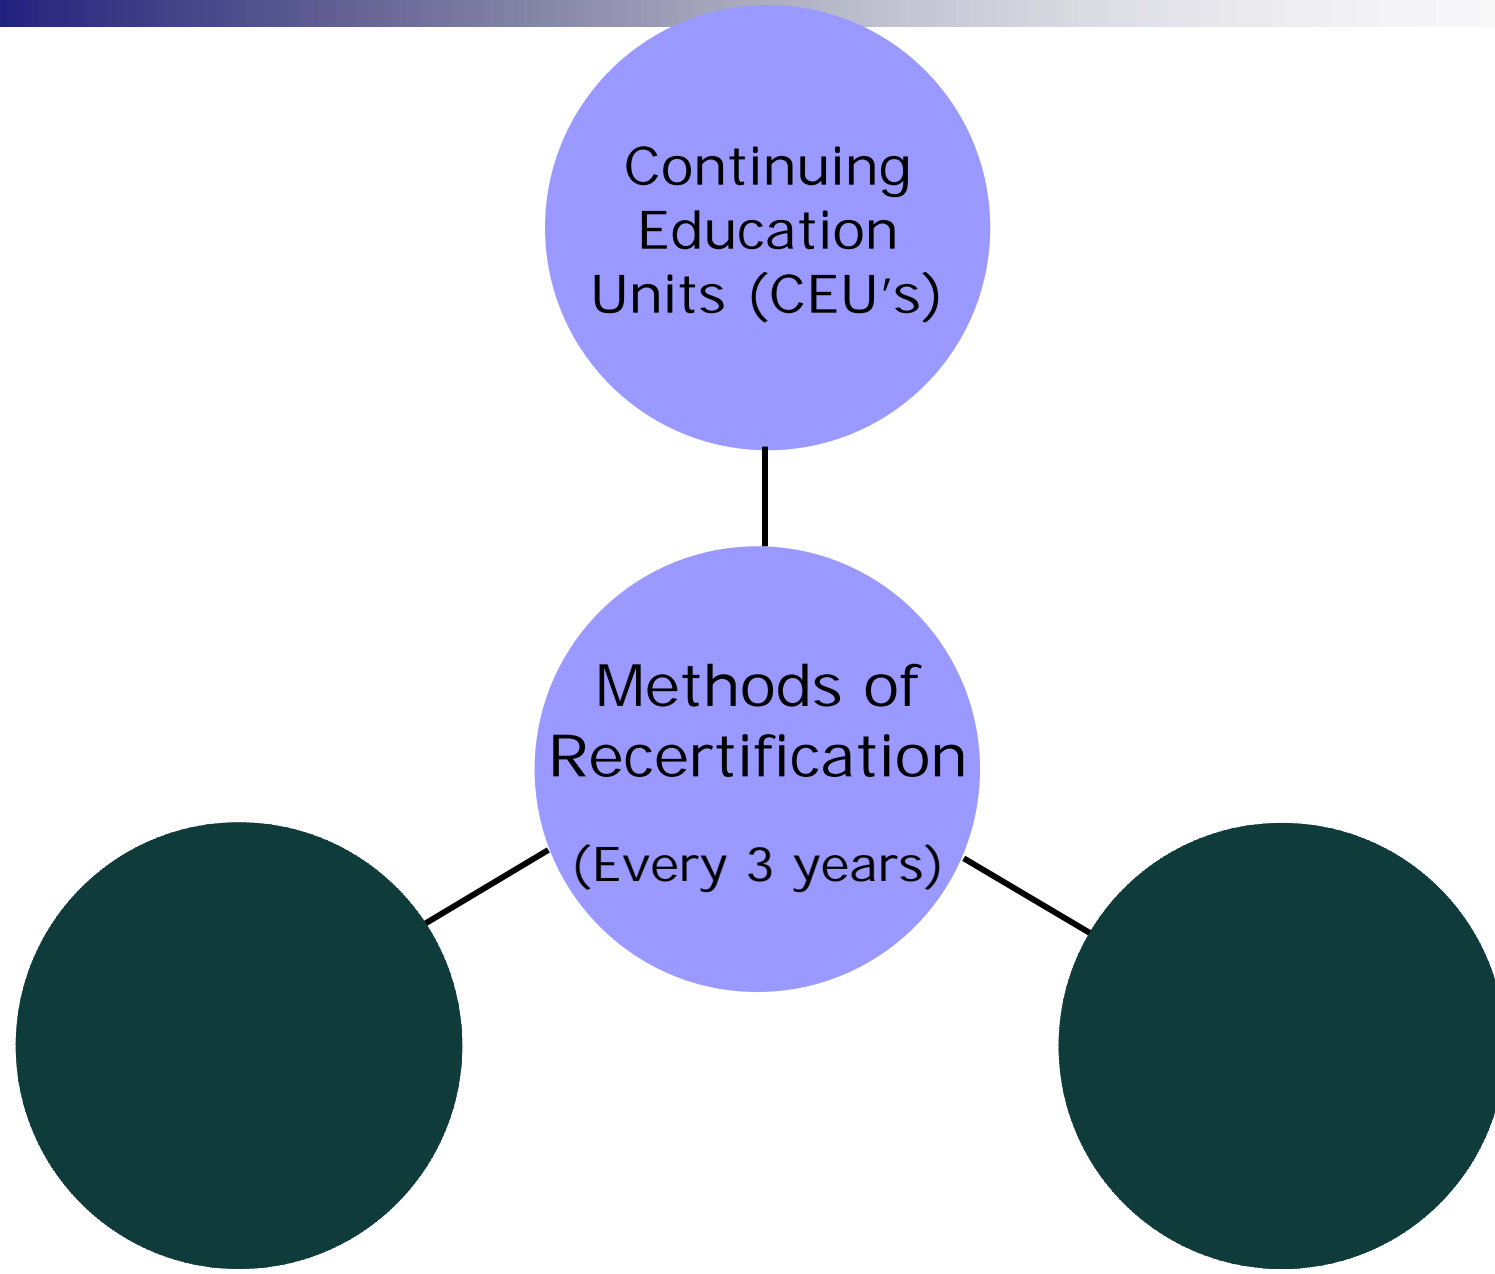 Continuing
Education
Units (CEU's)
Methods of
Recertification
(Every 3 years)